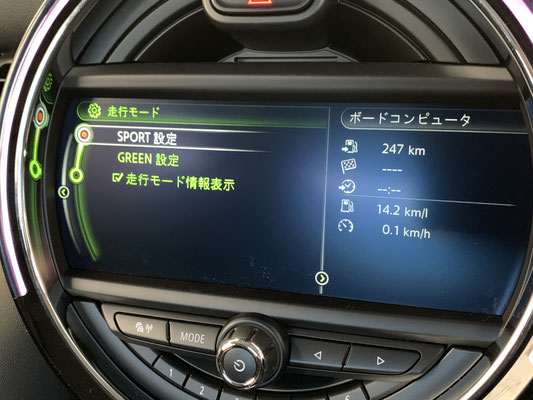 走行モード
SPORT 設定
GREEN 設定
走行モード情報表示
ボードコンピュータ
247 km
----
--:--
14.2 km/l
0.1 km/h
MODE
1
2
6